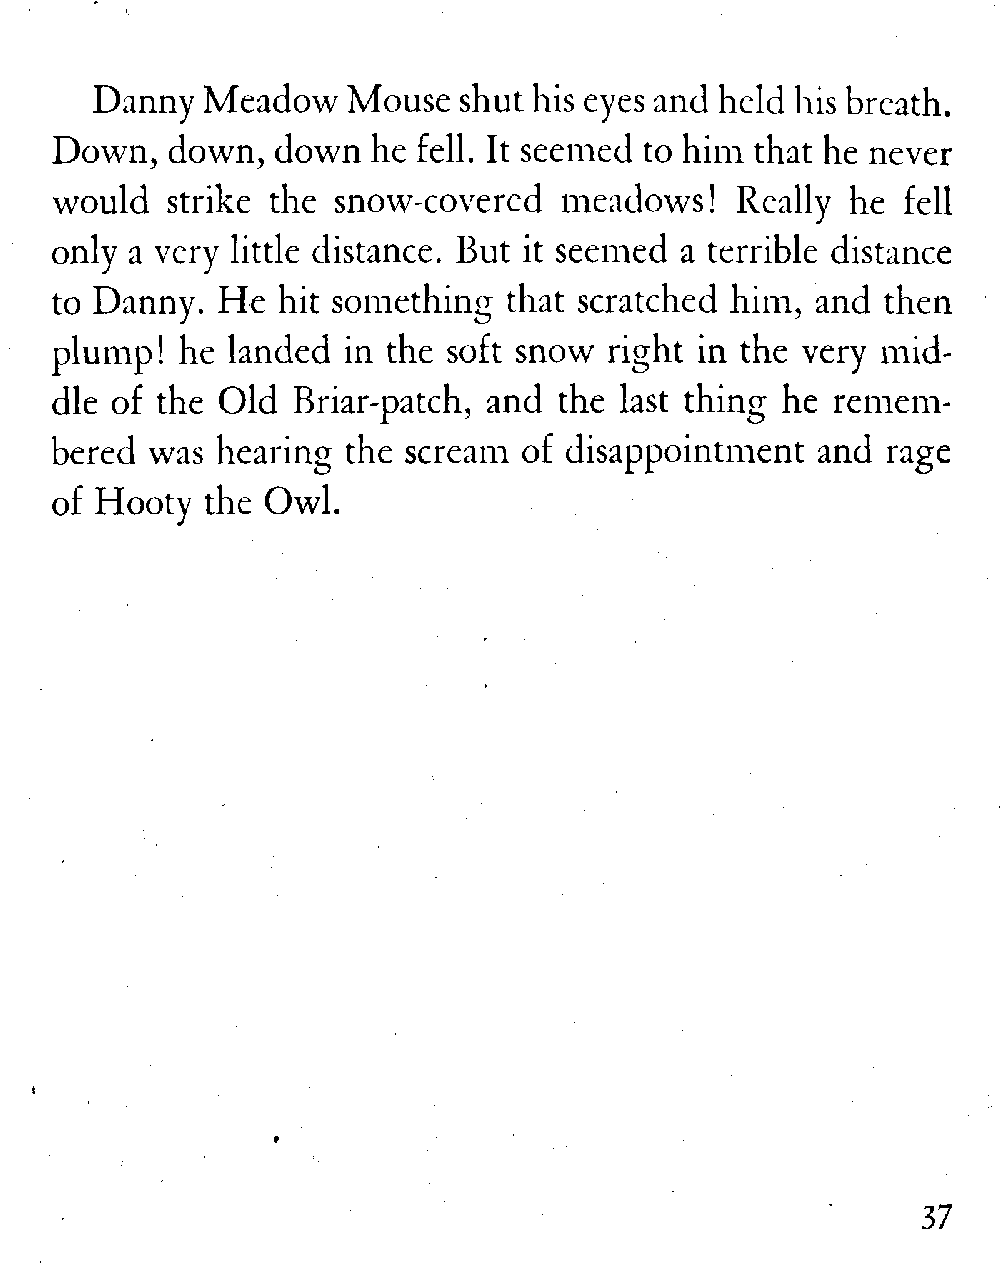 Danny Meadow Mouse shut his eyes and held his breath.
Down, down, down he fell. It seemed to him that he never
would strike the snow-covered meadows! Really he fell
only a very little distance. But it seemed a terrible distance
to Danny. He hit something that scratched him, and then
plump! he landed in the soft snow right in the very mid-
dle of the Old Briar-patch, and the last thing he remem-
bered was hearing the scream of disappointment and rage
of Hooty the Owl.
37